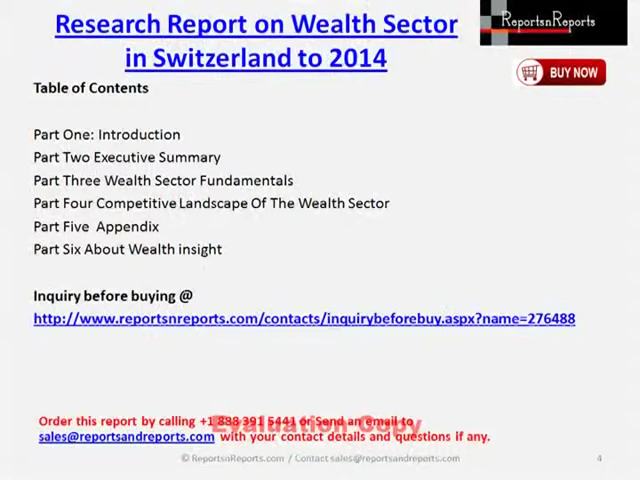 Research Report on Wealth Sector
in Switzerland to 2014
ReportsnReports
BUY NOW
Table of Contents
Part One: Introduction
Part Two Executive Summary
Part Three Wealth Sector Fundamentals
Part Four Competitive Landscape Of The Wealth Sector
Part Five Appendix
Part Six About Wealth insight
Inquiry before buying @
http://www.reportsnreports.com/contacts/inquirybeforebuy.aspx?name=276488
Order this report by calling +1 888 391 5441 or Send an email to
sales@reportsandreports.com with your contact details and questions if any.
Evaluation Copy
© ReportsnReports.com / Contact sales@reportsandreports.com
4